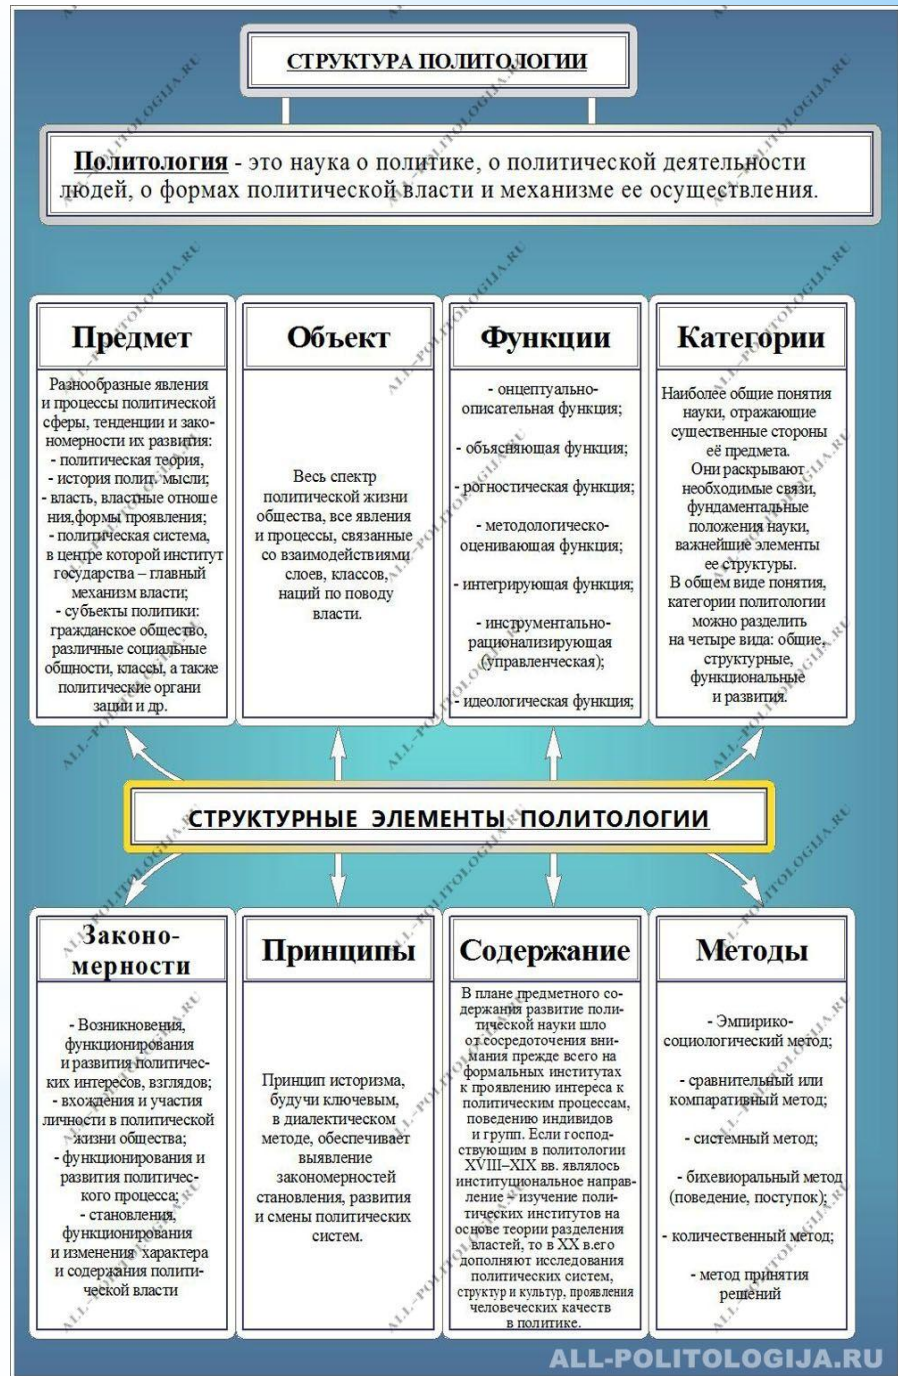 СТРУКТУРА ПОЛИТОЛОГИИ
Политология - это наука о политике, о политической деятельности
людей, о формах политической власти и механизме ее осуществления.
Предмет
Разнообразные явления
и процессы политической
сферы, тенденции и зако-
номерности их развития:
- политическая теория,
- история полит. мысли;
- власть, властные отноше
ния,формы проявления;
- политическая система,
в центре которой институт
государства – главный
механизм власти;
- субъекты политики:
гражданское общество,
различные социальные
общности, классы, а также
политические органи
зации и др.
Объект
Весь спектр
политической жизни
общества, все явления
и процессы, связанные
со взаимодействиями
слоев, классов,
наций по поводу
власти.
Функции
- онцептуально-
описательная функция;
- объясняющая функция;
- рогностическая функция;
- методологическо-
оценивающая функция;
- интегрирующая функция;
- инструментально-
рационализирующая
(управленческая);
- идеологическая функция;
Категории
Наиболее общие понятия
науки, отражающие
существенные стороны
её предмета.
Они раскрывают
необходимые связи,
фундаментальные
положения науки,
важнейшие элементы
ее структуры.
В общем виде понятия,
категории политологии
можно разделить
на четыре вида: общие,
структурные,
функциональные
и развития.
СТРУКТУРНЫЕ ЭЛЕМЕНТЫ ПОЛИТОЛОГИИ
Законо-
мерности
- Возникновения,
функционирования
и развития политичес-
ких интересов, взглядов;
- вхождения и участия
личности в политической
жизни общества;
- функционирования и
развития политичес-
кого процесса;
- становления,
функционирования
и изменения характера
и содержания полити-
ческой власти
Принципы
Принцип историзма,
будучи ключевым,
в диалектическом
методе, обеспечивает
выявление
закономерностей
становления, развития
и смены политических
систем.
Содержание
В плане предметного со-
держания развитие поли-
тической науки шло
от сосредоточения вни-
мания прежде всего на
формальных институтах
к проявлению интереса к
политическим процессам,
поведению индивидов
и групп. Если господ-
ствующим в политологии
XVIII–XIX вв. являлось
институциональное направ-
ление – изучение поли-
тических институтов на
основе теории разделения
властей, то в XX в.его
дополняют исследования
политических систем,
структур и культур, проявления
человеческих качеств
в политике.
Методы
- Эмпирико-
социологический метод;
- сравнительный или
компаративный метод;
- системный метод;
- бихевиоральный метод
(поведение, поступок);
- количественный метод;
- метод принятия
решений
ALL-POLITOLOGIJA.RU